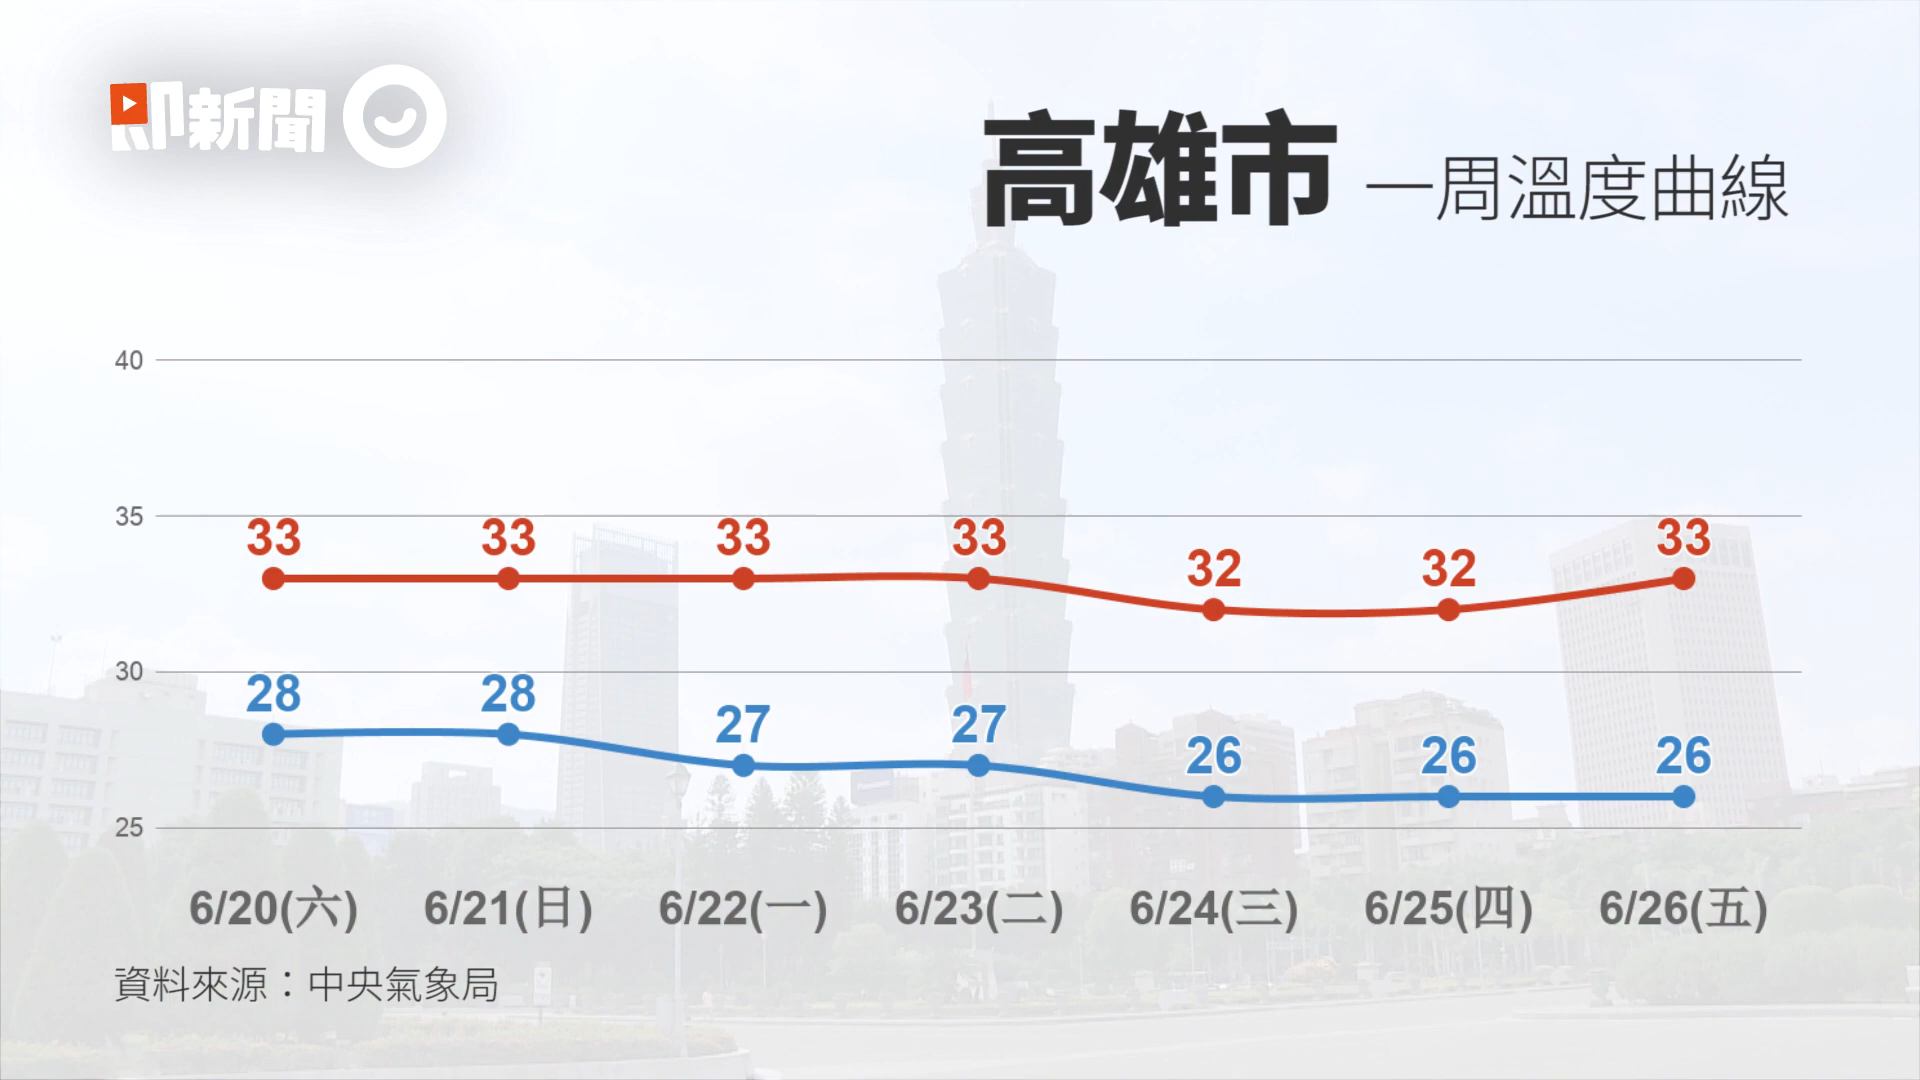 即新聞
高雄市 一周溫度曲線
40
35
33 33 33 33 32 32 33
30
28 28 27 27 26 26 26
25
6/20(六) 6/21(日) 6/22(一) 6/23(二) 6/24(三) 6/25(四) 6/26(五)
資料來源：中央氣象局